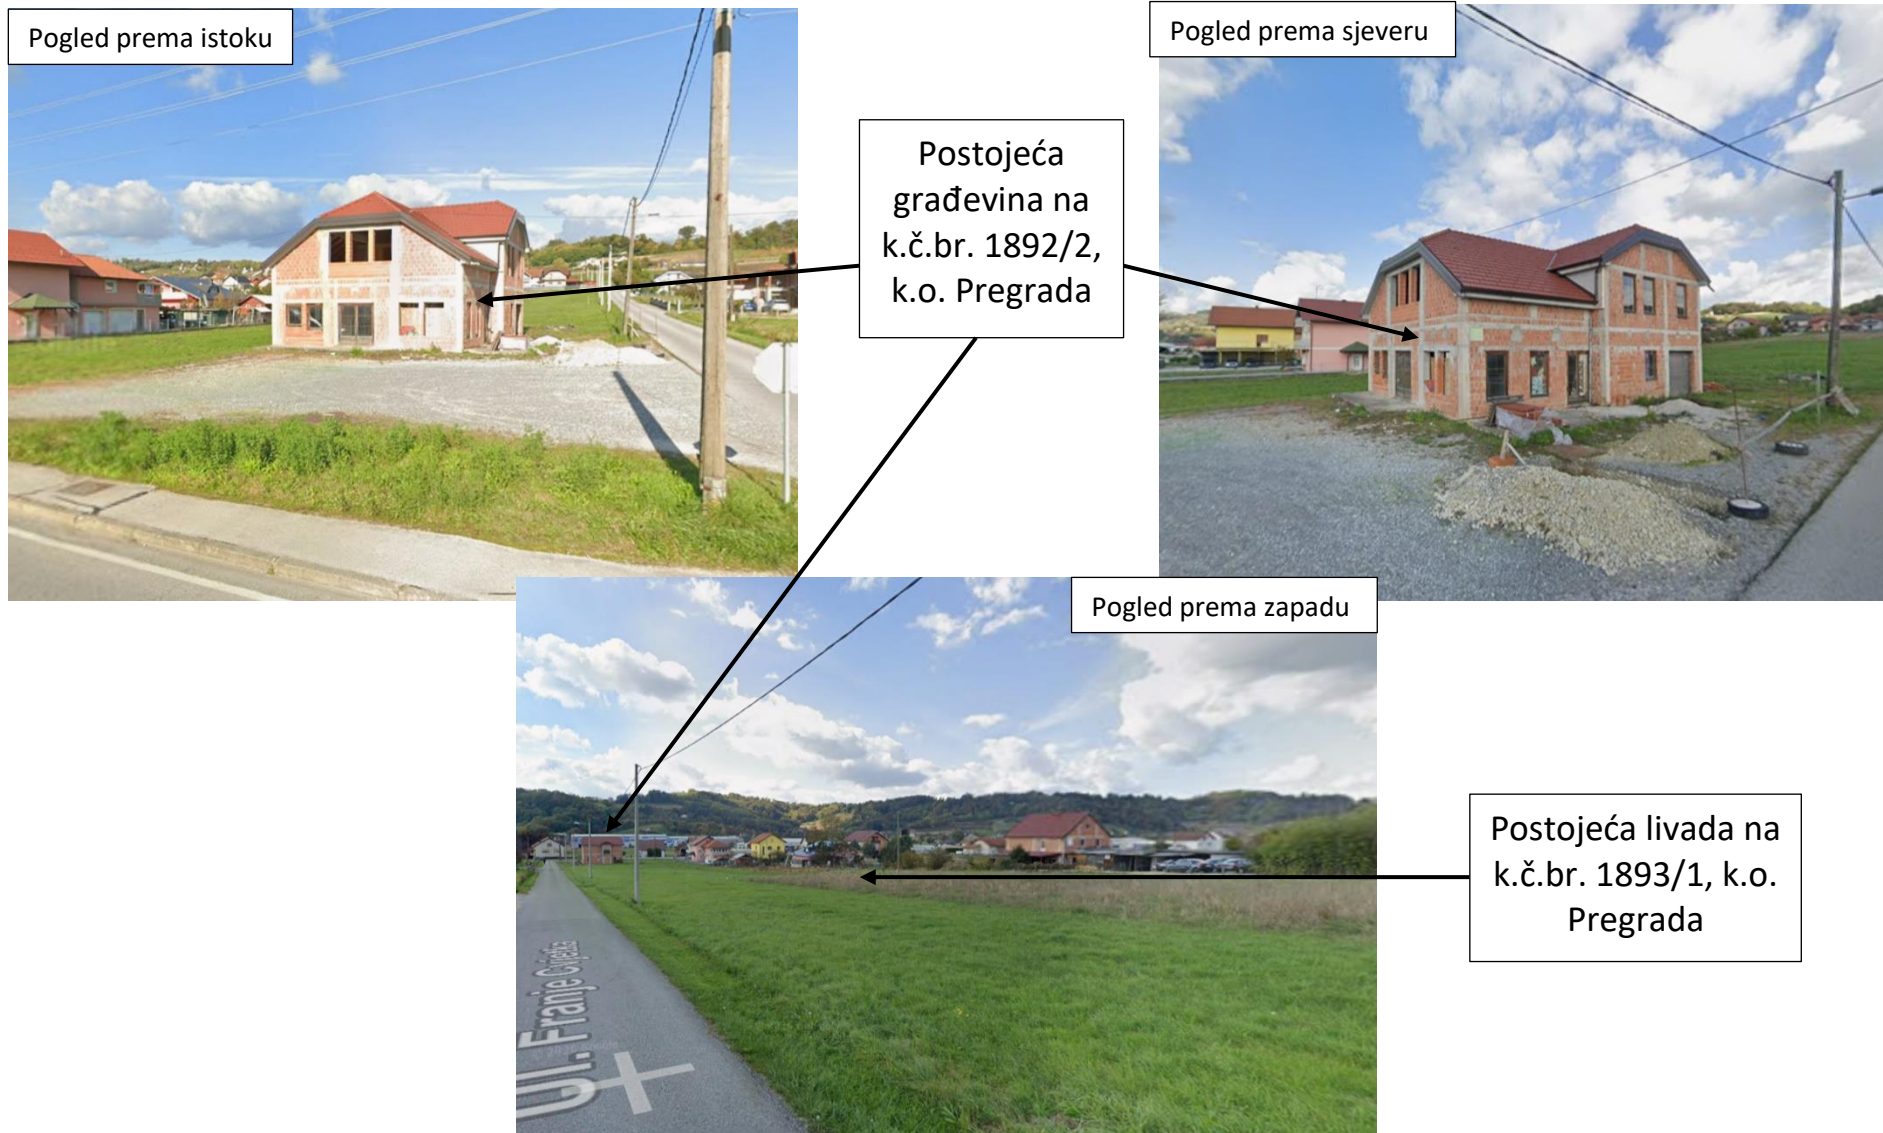 Pogled prema istoku
Pogled prema sjeveru
Postojeća
građevina na
k.č.br. 1892/2,
k.o. Pregrada
Pogled prema zapadu
Postojeća livada na
k.č.br. 1893/1, k.o.
Pregrada
Ul. Franje Cvjetka